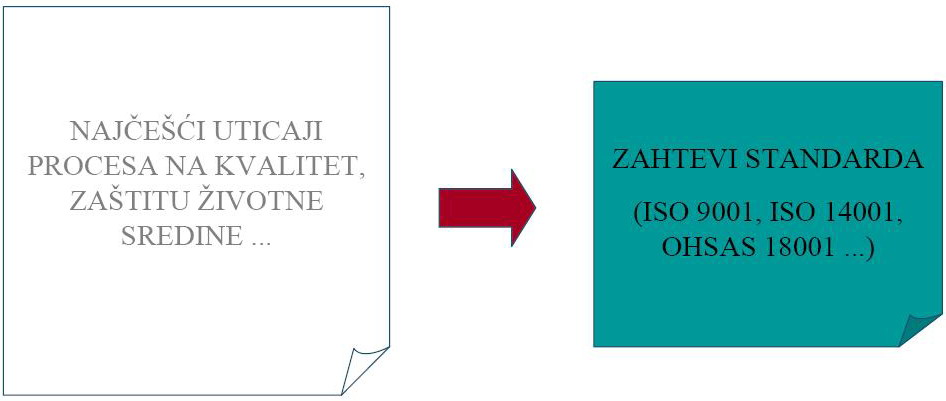 NAJČEŠĆI UTICAJI
PROCESA NA KVALITET,
ZAŠTITU ŽIVOTNE
SREDINE ...
ZAHTEVI STANDARDA
(ISO 9001, ISO 14001,
OHSAS 18001 ...)